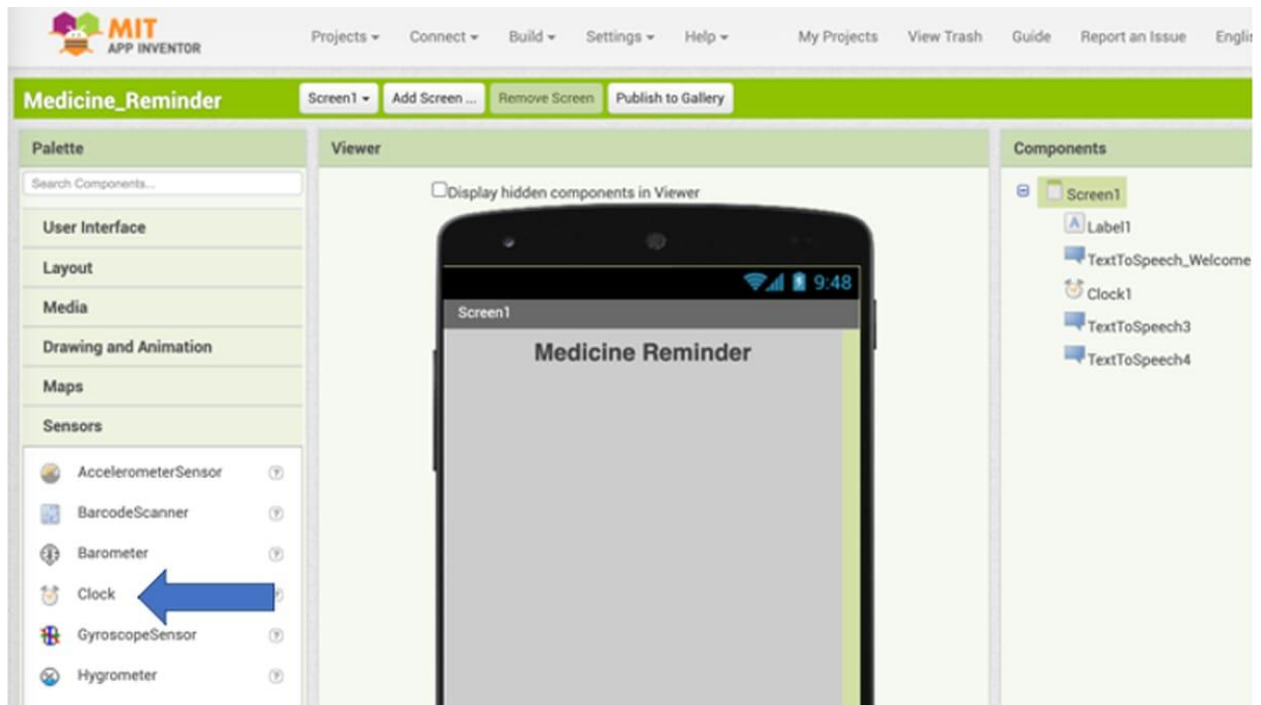 MIT
APP INVENTOR
Projects Connect Build Settings Help My Projects View Trash Guide Report an Issue
Medicine_Reminder Screen1 Add Screen ... Remove Screen Publish to Gallery
Palette
Search Components...
User Interface
Layout
Media
Drawing and Animation
Maps
Sensors
AccelerometerSensor ?
BarcodeScanner ?
Barometer ?
Clock
GyroscopeSensor ?
Hygrometer ?
Viewer
Display hidden components in Viewer
9:48
Screen1
Medicine Reminder
Components
Screen1
A Label1
TextToSpeech_Welcome
Clock1
TextToSpeech3
TextToSpeech4